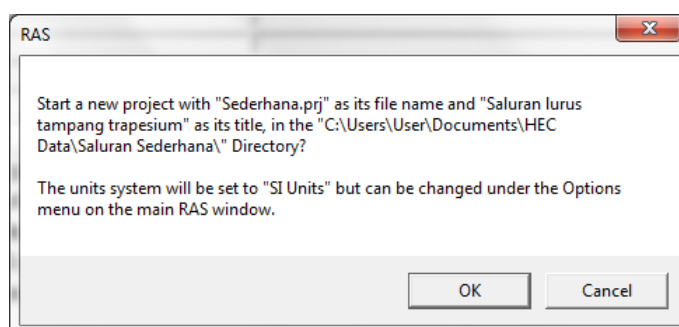 RAS
Start a new project with "Sederhana.prj" as its file name and "Saluran lurus
tampang trapesium" as its title, in the "C:\Users\User\Documents\HEC
Data\Saluran Sederhana\" Directory?
The units system will be set to "SI Units" but can be changed under the Options
menu on the main RAS window.
OK
Cancel